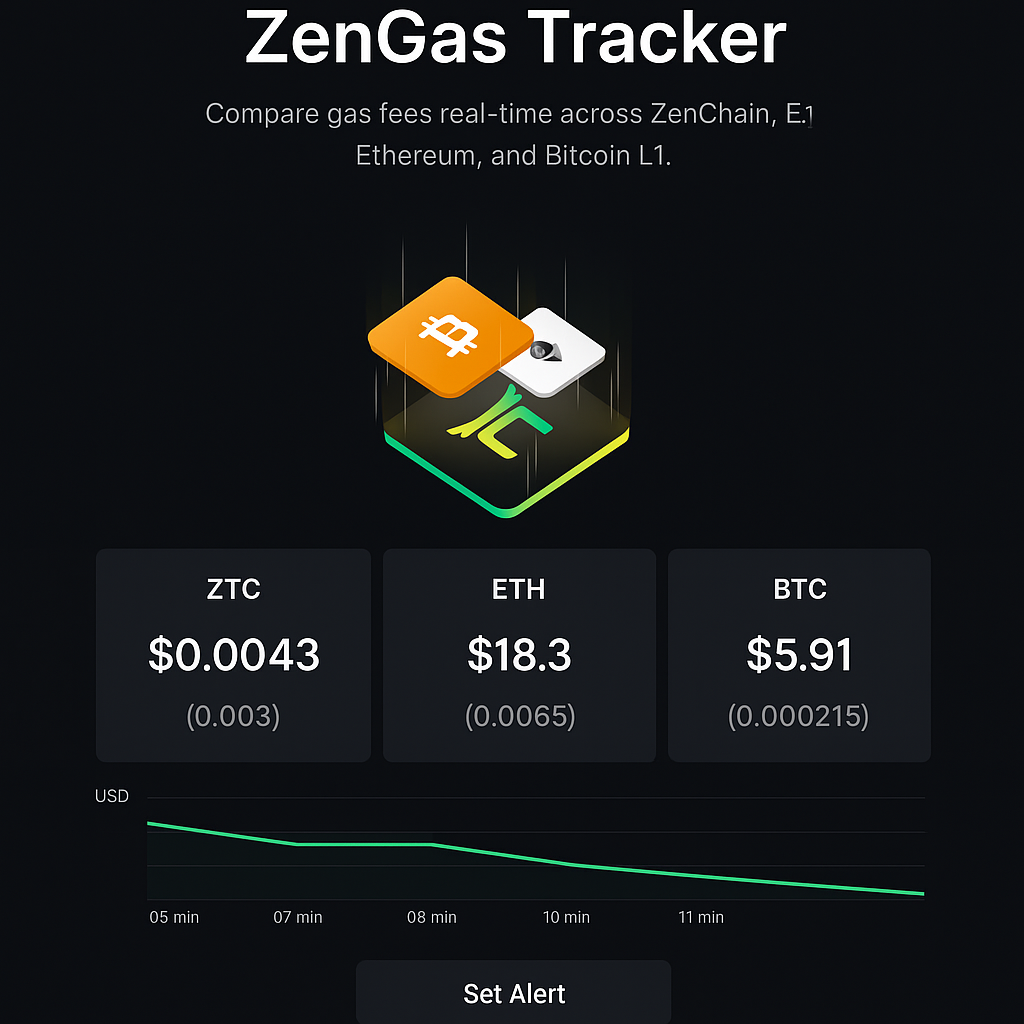 ZenGas Tracker
Compare gas fees real-time across ZenChain, E.1
Ethereum, and Bitcoin L1.
ZTC
$0.0043
(0.003)
ETH
$18.3
(0.0065)
BTC
$5.91
(0.000215)
USD
05 min
07 min
08 min
10 min
11 min
Set Alert